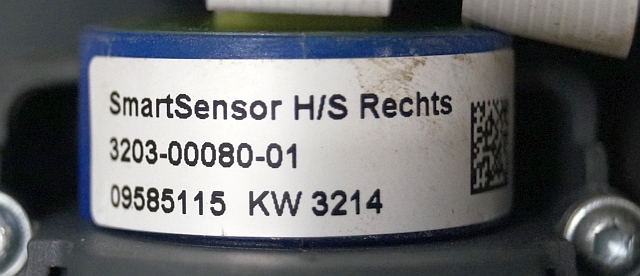 SmartSensor H/S Rechts
3203-00080-01
09585115 KW 3214